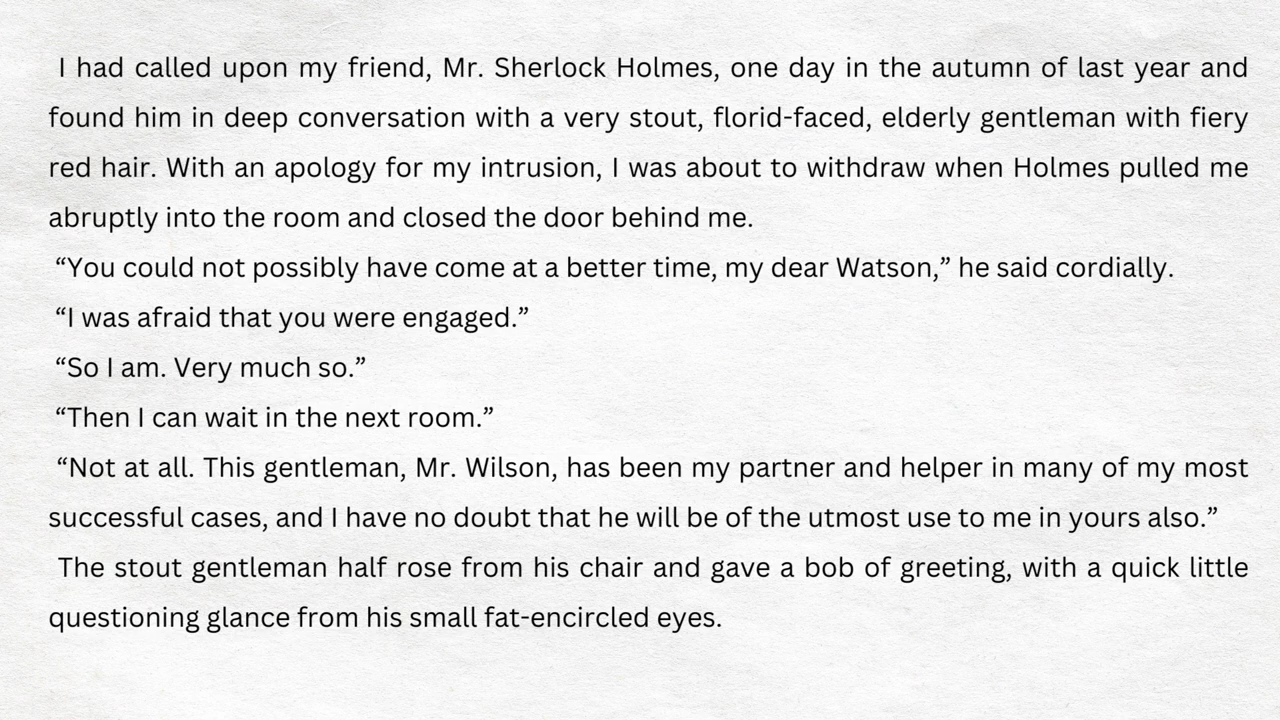 I had called upon my friend, Mr. Sherlock Holmes, one day in the autumn of last year and
found him in deep conversation with a very stout, florid-faced, elderly gentleman with fiery
red hair. With an apology for my intrusion, I was about to withdraw when Holmes pulled me
abruptly into the room and closed the door behind me.
“You could not possibly have come at a better time, my dear Watson,” he said cordially.
“I was afraid that you were engaged.”
“So I am. Very much so.”
“Then I can wait in the next room.”
“Not at all. This gentleman, Mr. Wilson, has been my partner and helper in many of my most
successful cases, and I have no doubt that he will be of the utmost use to me in yours also.”
The stout gentleman half rose from his chair and gave a bob of greeting, with a quick little
questioning glance from his small fat-encircled eyes.